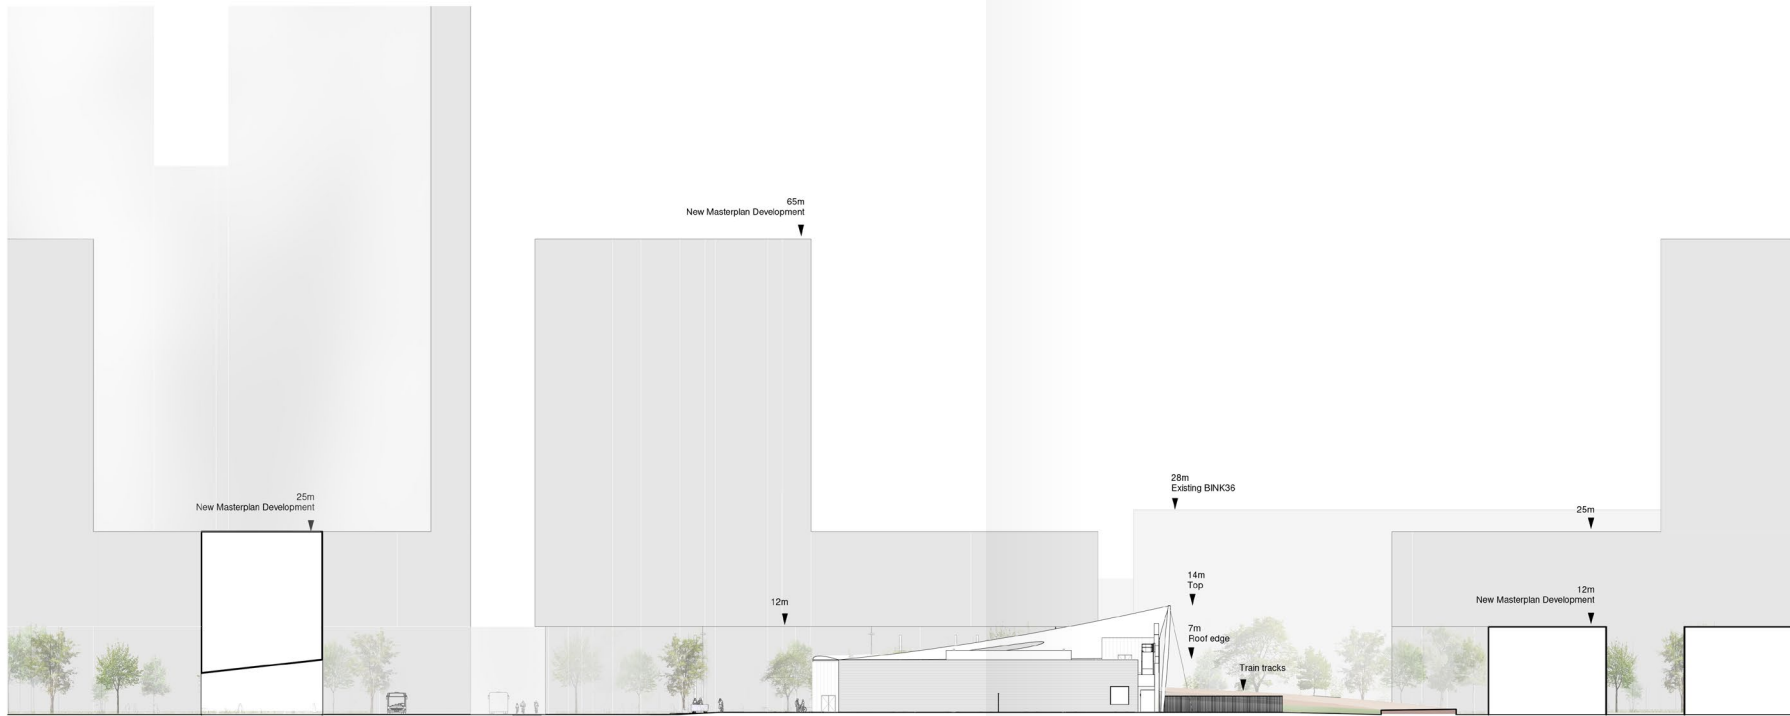 65m
New Masterplan Development
28m
Existing BINK36
25m
New Masterplan Development
25m
14m
Top
12m
New Masterplan Development
12m
7m
Roof edge
Train tracks